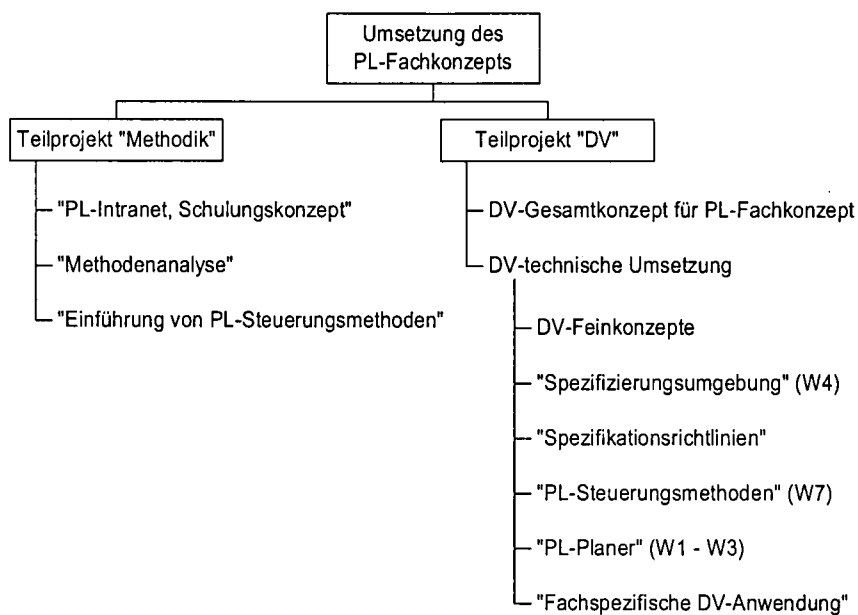 Umsetzung des
PL-Fachkonzepts
Teilprojekt "Methodik"
"PL-Intranet, Schulungskonzept"
"Methodenanalyse"
"Einführung von PL-Steuerungsmethoden"
Teilprojekt "DV"
DV-Gesamtkonzept für PL-Fachkonzept
DV-technische Umsetzung
DV-Feinkonzepte
"Spezifizierungsumgebung" (W4)
"Spezifikationsrichtlinien"
"PL-Steuerungsmethoden" (W7)
"PL-Planer" (W1 - W3)
"Fachspezifische DV-Anwendung"